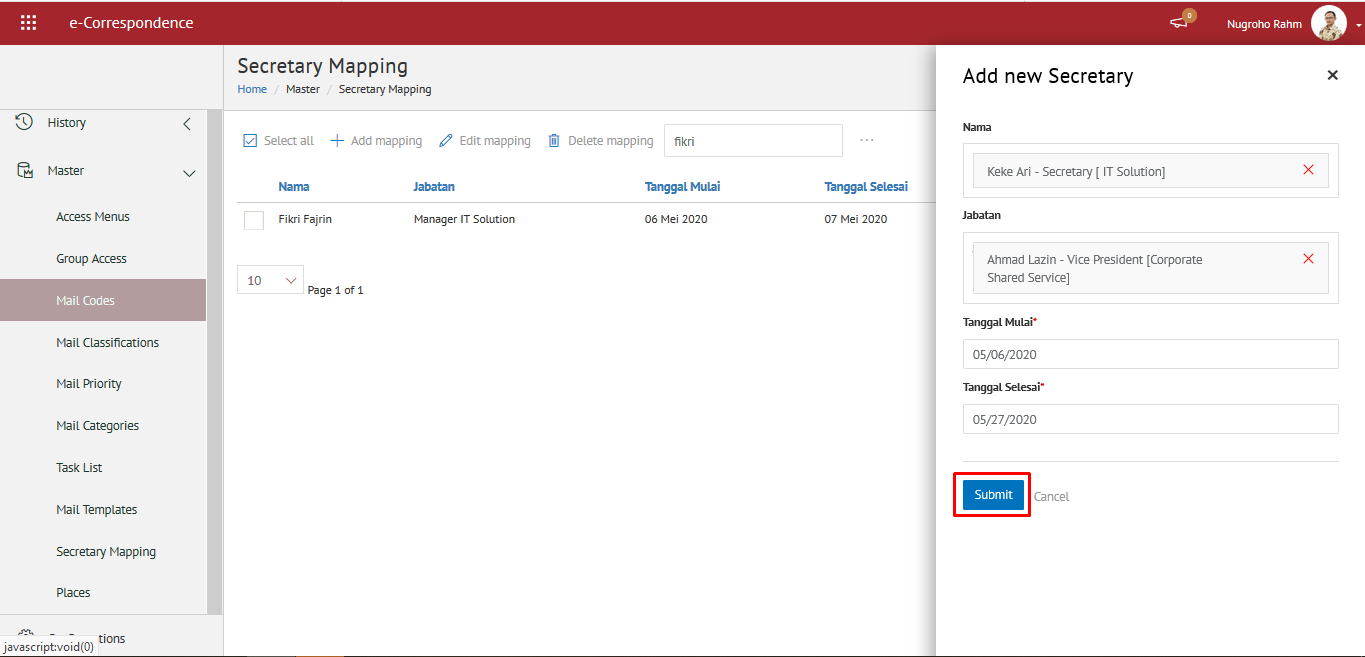 e-Correspondence
0
Nugroho Rahm
Secretary Mapping
Home / Master / Secretary Mapping
History
Master
Access Menus
Group Access
Mail Codes
Mail Classifications
Mail Priority
Mail Categories
Task List
Mail Templates
Secretary Mapping
Places
tions
javascript:void(0)
Select all Add mapping Edit mapping Delete mapping fikri ...
Nama Jabatan Tanggal Mulai Tanggal Selesai
Fikri Fajrin Manager IT Solution 06 Mei 2020 07 Mei 2020
10 Page 1 of 1
Add new Secretary
Nama
Keke Ari - Secretary [ IT Solution]
Jabatan
Ahmad Lazin - Vice President [Corporate
Shared Service]
Tanggal Mulai*
05/06/2020
Tanggal Selesai*
05/27/2020
Submit Cancel